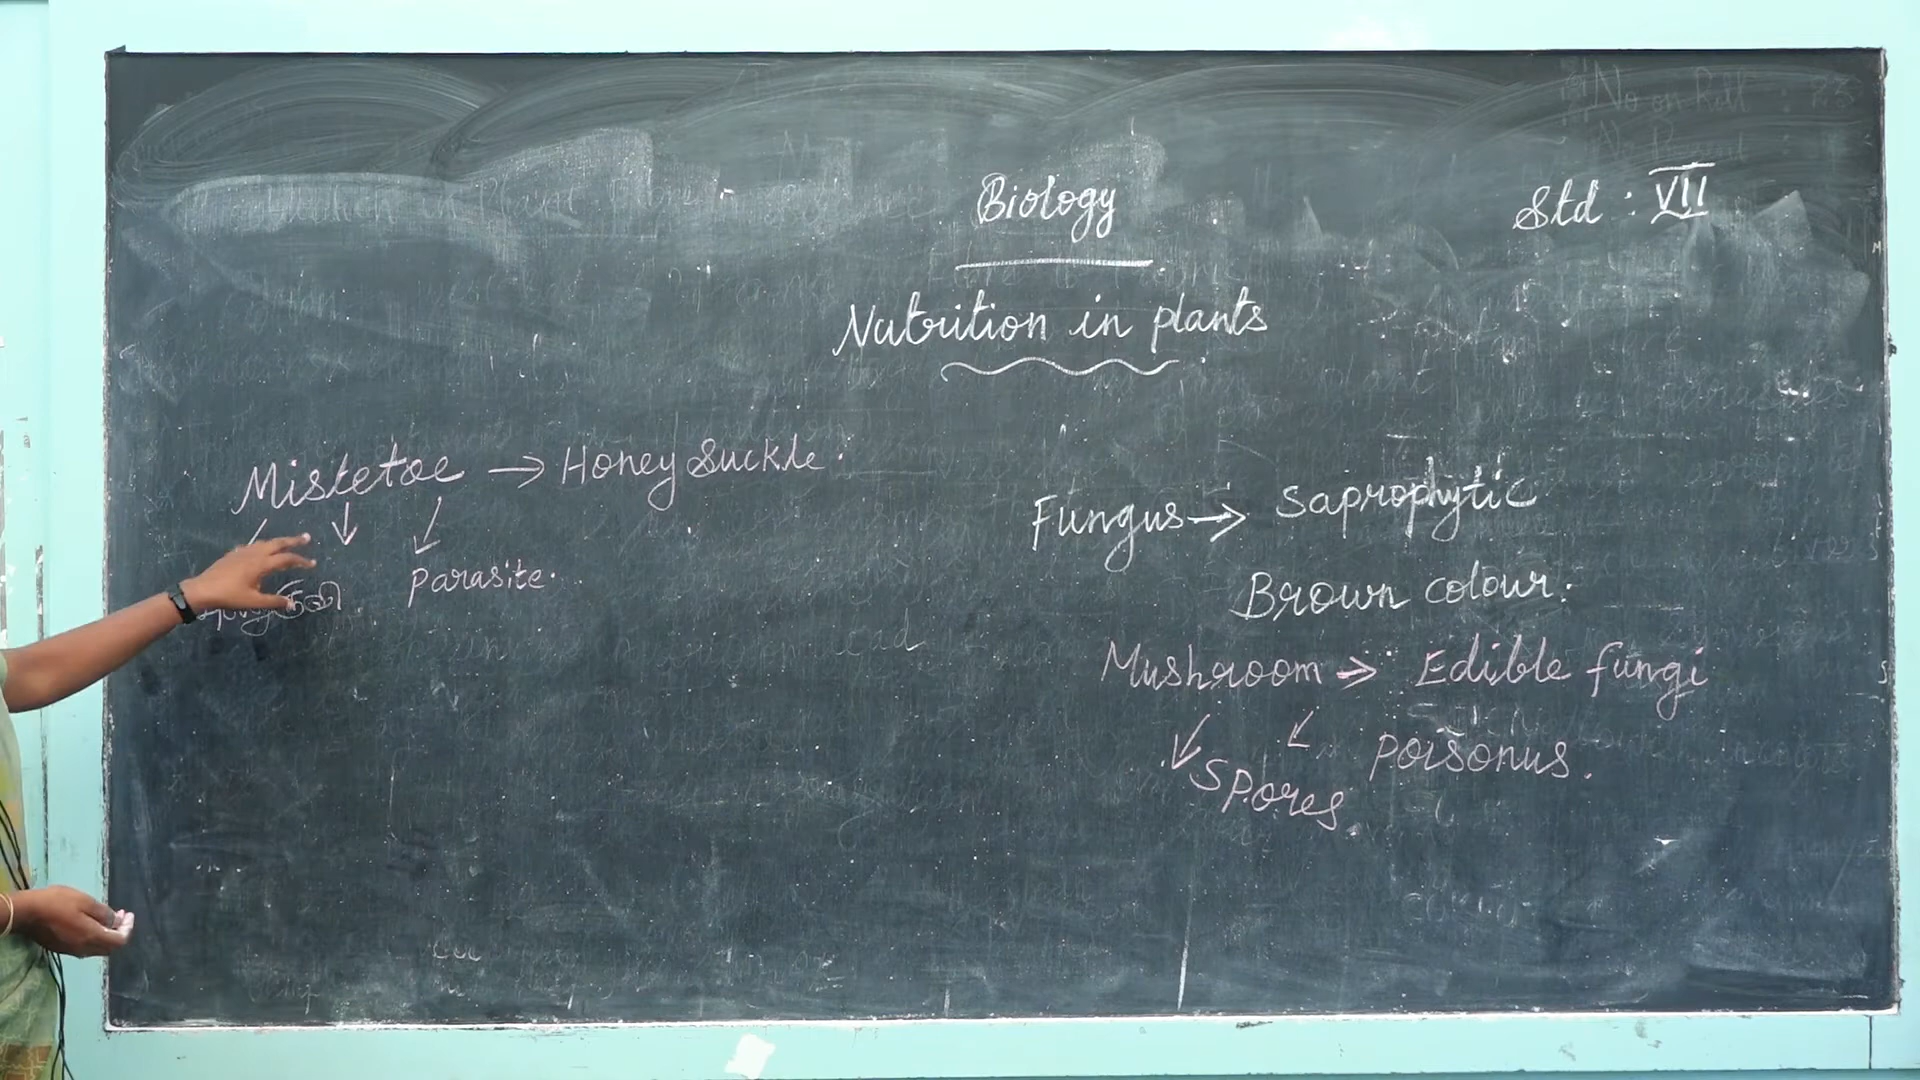 Biology
Std : VII
Nutrition in plants
Mistetoe → Honey Suckle.
Parasite.
Fungus → Saprophytic
Brown colour.
Mushroom → Edible fungi
Poisonus.
Spores.